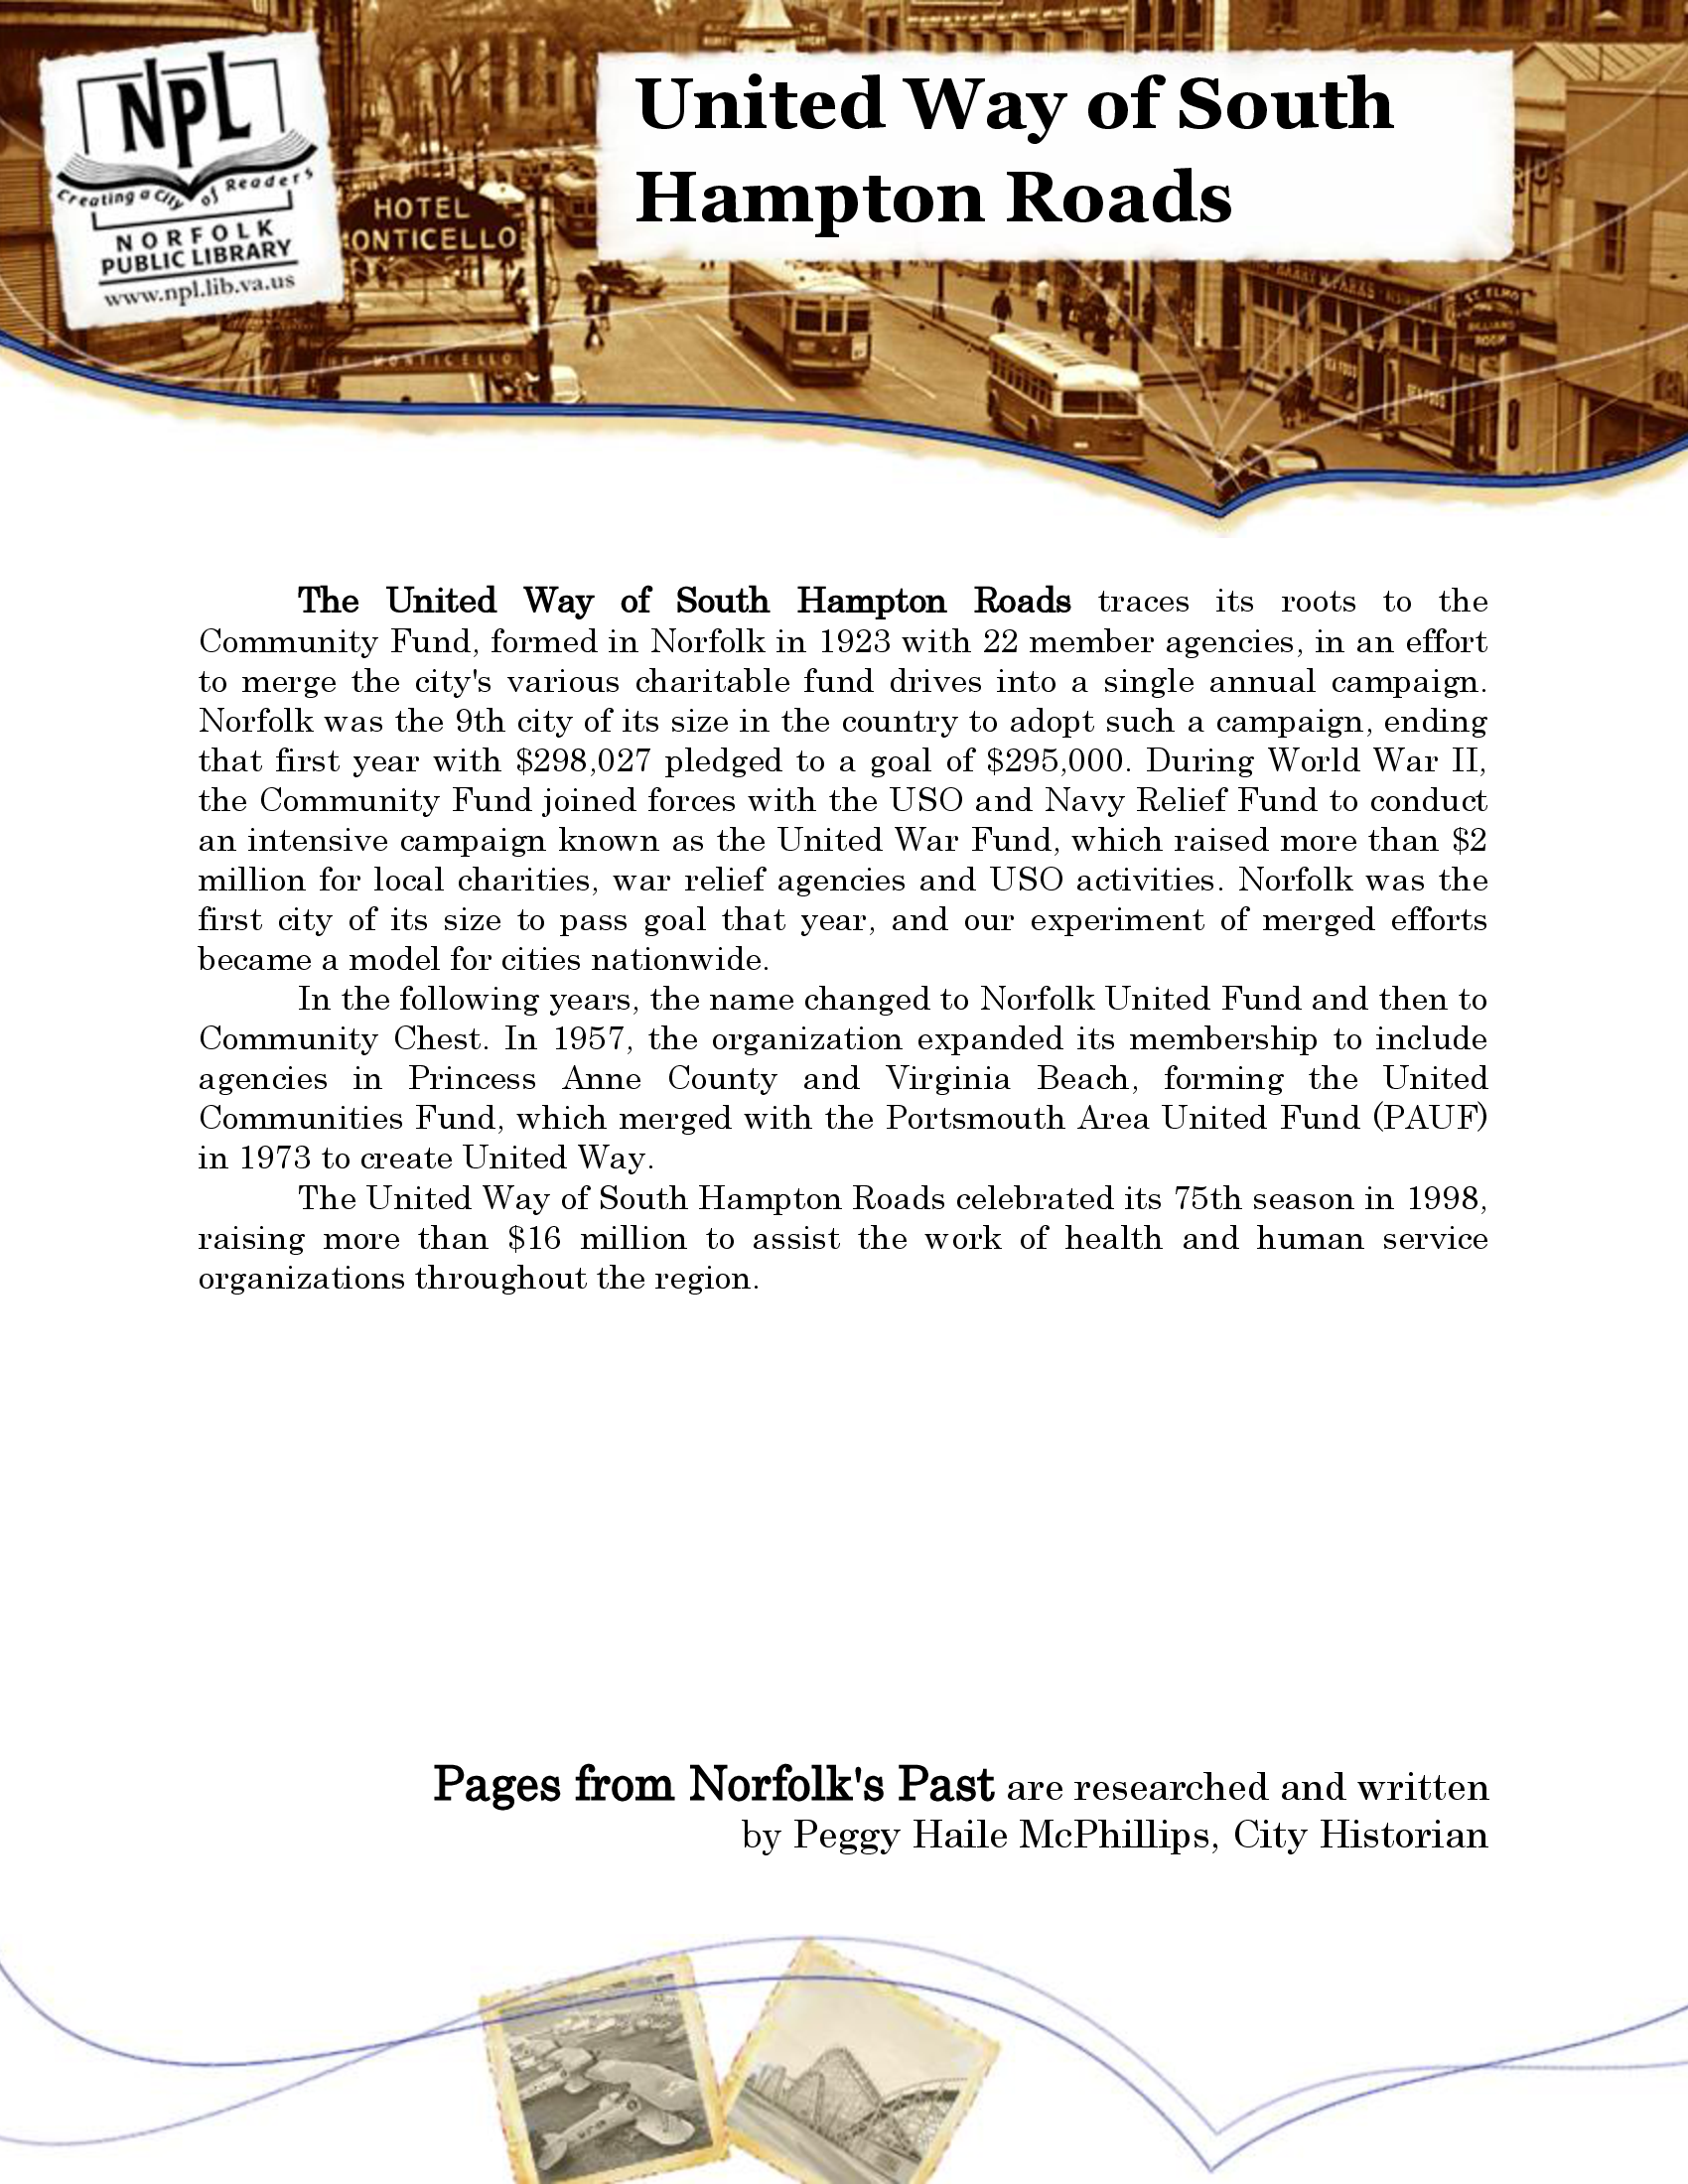 NPL
Creating a City of Readers
NORFOLK
PUBLIC LIBRARY
www.npl.lib.va.us
HOTEL
MONTICELLO
MONTICELLO
HARRY M PARKS
ST. ELMO
BILLIARD
ROOM
SEA FOOD
SEA FOOD
United Way of South
Hampton Roads
The United Way of South Hampton Roads traces its roots to the
Community Fund, formed in Norfolk in 1923 with 22 member agencies, in an effort
to merge the city's various charitable fund drives into a single annual campaign.
Norfolk was the 9th city of its size in the country to adopt such a campaign, ending
that first year with $298,027 pledged to a goal of $295,000. During World War II,
the Community Fund joined forces with the USO and Navy Relief Fund to conduct
an intensive campaign known as the United War Fund, which raised more than $2
million for local charities, war relief agencies and USO activities. Norfolk was the
first city of its size to pass goal that year, and our experiment of merged efforts
became a model for cities nationwide.
In the following years, the name changed to Norfolk United Fund and then to
Community Chest. In 1957, the organization expanded its membership to include
agencies in Princess Anne County and Virginia Beach, forming the United
Communities Fund, which merged with the Portsmouth Area United Fund (PAUF)
in 1973 to create United Way.
The United Way of South Hampton Roads celebrated its 75th season in 1998,
raising more than $16 million to assist the work of health and human service
organizations throughout the region.
Pages from Norfolk's Past are researched and written
by Peggy Haile McPhillips, City Historian